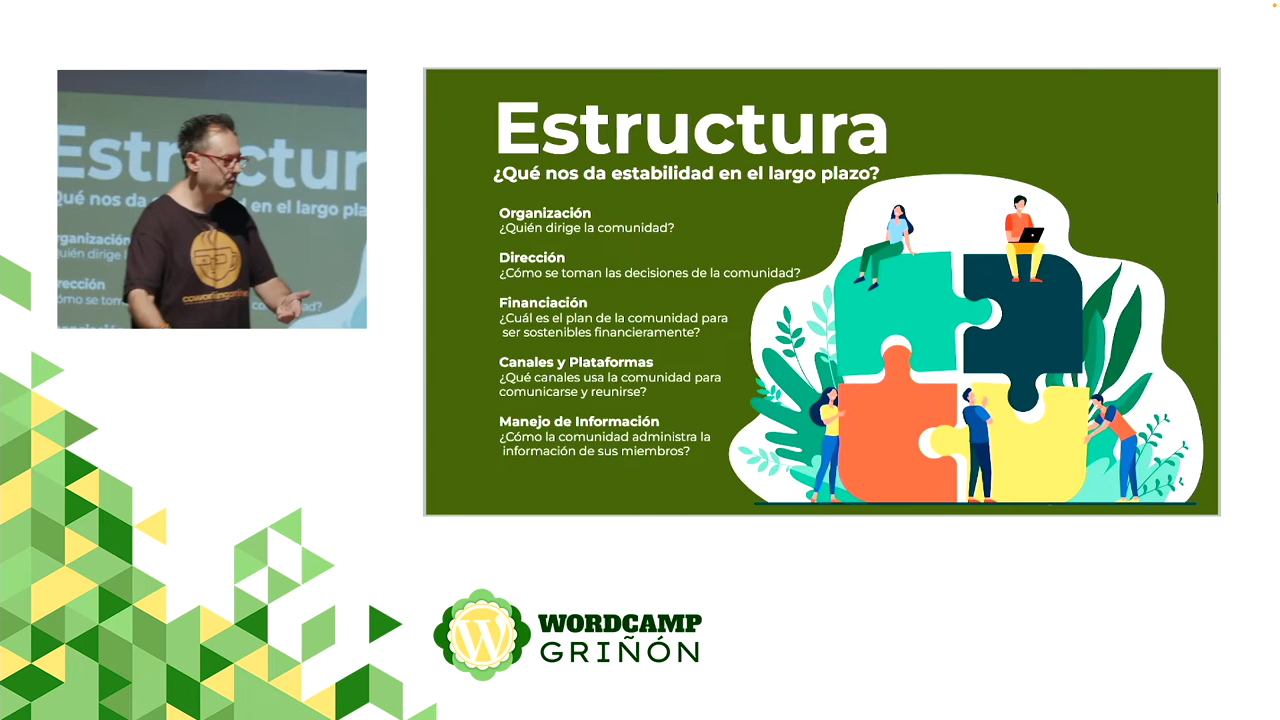 Estructura
¿Qué nos da estabilidad en el largo plazo?
Organización
¿Quién dirige la comunidad?
Dirección
¿Cómo se toman las decisiones de la comunidad?
Financiación
¿Cuál es el plan de la comunidad para
ser sostenibles financieramente?
Canales y Plataformas
¿Qué canales usa la comunidad para
comunicarse y reunirse?
Manejo de Información
¿Cómo la comunidad administra la
información de sus miembros?
WORDCAMP
GRIÑÓN